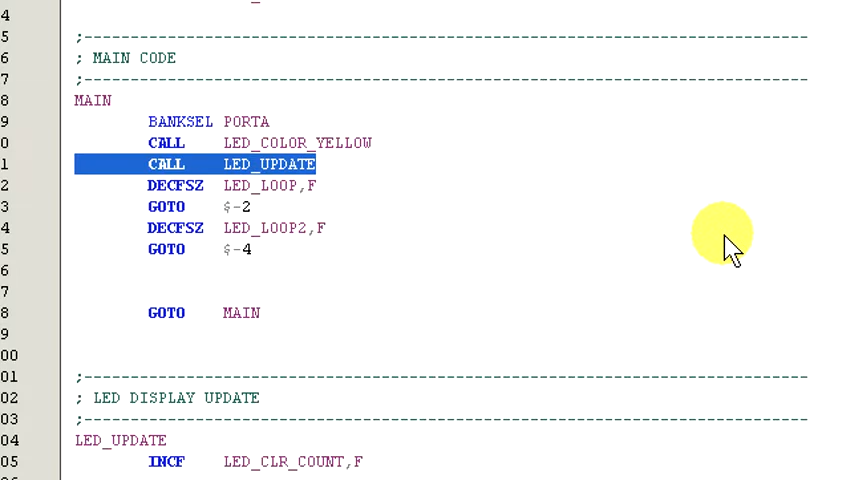 4
5 ;-------------------------------------------------------------------------------
6 ; MAIN CODE
7 ;-------------------------------------------------------------------------------
8 MAIN
9 BANKSEL PORTA
0 CALL LED_COLOR_YELLOW
1 CALL LED_UPDATE
2 DECFSZ LED_LOOP,F
3 GOTO $-2
4 DECFSZ LED_LOOP2,F
5 GOTO $-4
6
7
8 GOTO MAIN
9
00
01 ;-------------------------------------------------------------------------------
02 ; LED DISPLAY UPDATE
03 ;-------------------------------------------------------------------------------
04 LED_UPDATE
05 INCF LED_CLR_COUNT,F